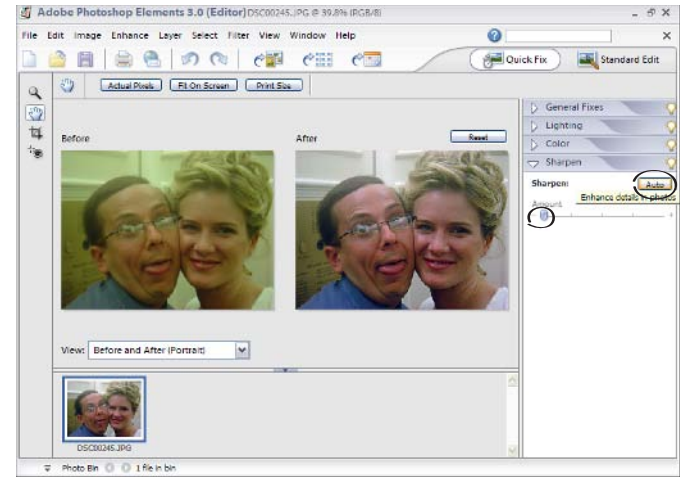 Adobe Photoshop Elements 3.0 (Editor) DSC00245.JPG @ 39.8% (RGB/8)
File Edit Image Enhance Layer Select Filter View Window Help
Quick Fix Standard Edit
Actual Pixels Fit On Screen Print Size
General Fixes
Lighting
Color
Sharpen
Before After Reset
Sharpen: Auto
Enhance details in photos
Amount
View: Before and After (Portrait)
DSC00245.JPG
Photo Bin 1 file in bin